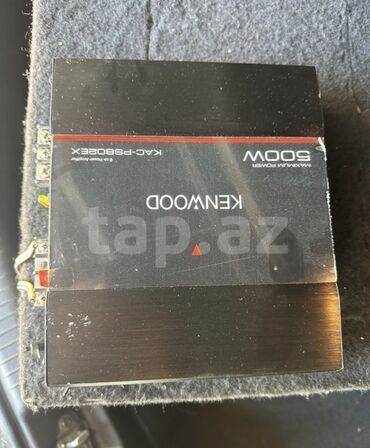 KENWOOD
MAXIMUM POWER
500W
KAC-PS802EX
2 ch Power Amplifier
tap.az